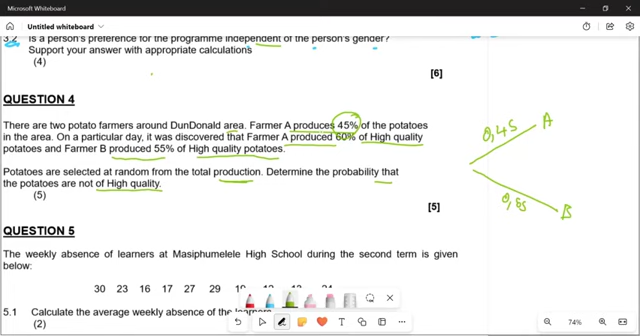 Microsoft Whiteboard
Untitled whiteboard
3.2 Is a person's preference for the programme independent of the person's gender?
Support your answer with appropriate calculations
(4)
[6]
QUESTION 4
There are two potato farmers around DunDonald area. Farmer A produces 45% of the potatoes
in the area. On a particular day, it was discovered that Farmer A produced 60% of High quality
potatoes and Farmer B produced 55% of High quality potatoes.
Potatoes are selected at random from the total production. Determine the probability that
the potatoes are not of High quality.
(5)
[5]
0,45 A
0,55 B
QUESTION 5
The weekly absence of learners at Masiphumelele High School during the second term is given
below:
30 23 16 17 27 29
5.1 Calculate the average weekly absence of the learners
(2)
74%